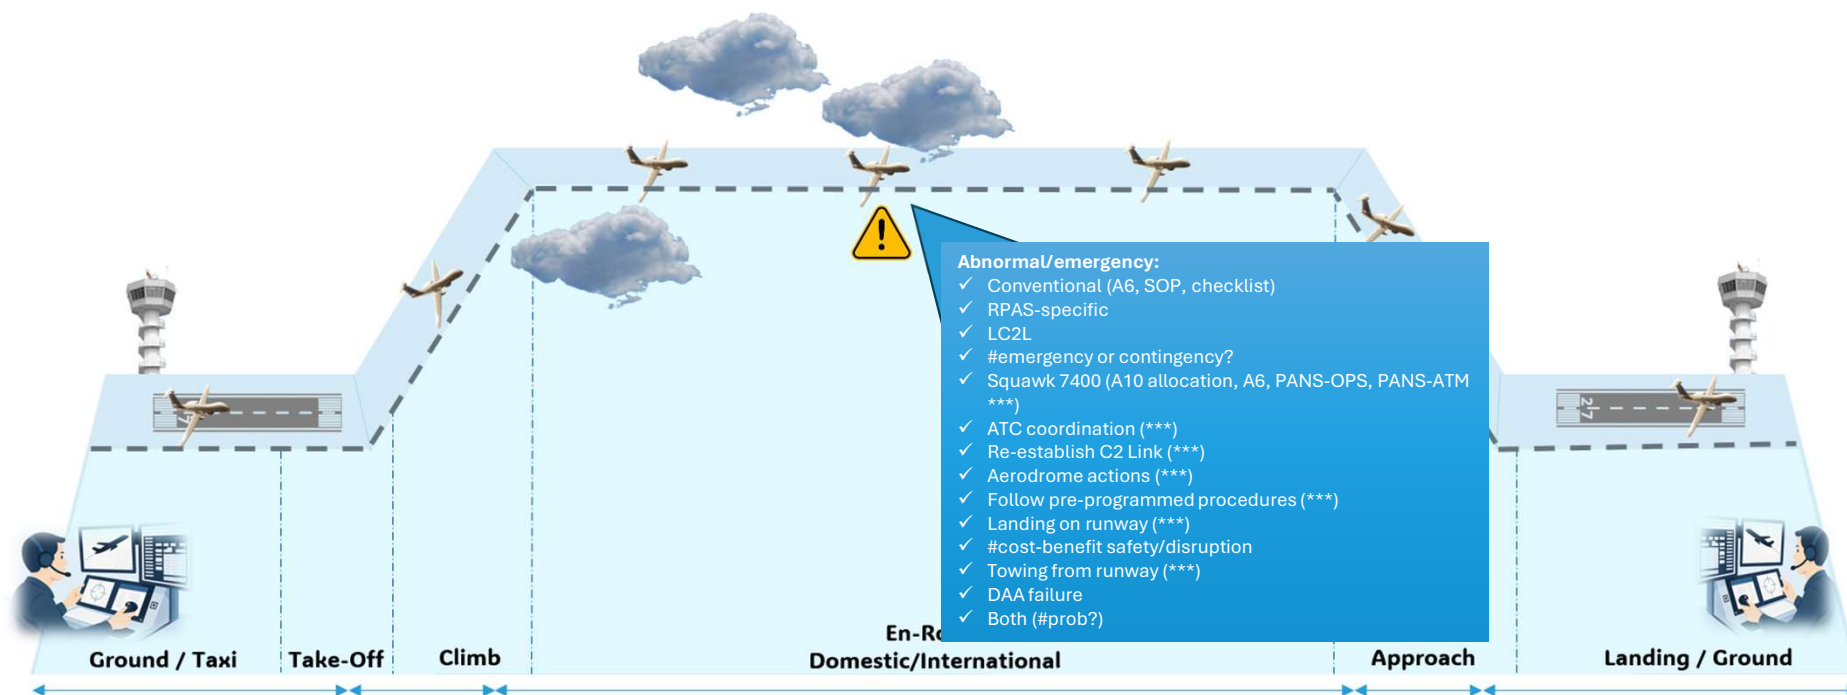 Abnormal/emergency:
✓ Conventional (A6, SOP, checklist)
✓ RPAS-specific
✓ LC2L
✓ #emergency or contingency?
✓ Squawk 7400 (A10 allocation, A6, PANS-OPS, PANS-ATM
***)
✓ ATC coordination (***)
✓ Re-establish C2 Link (***)
✓ Aerodrome actions (***)
✓ Follow pre-programmed procedures (***)
✓ Landing on runway (***)
✓ #cost-benefit safety/disruption
✓ Towing from runway (***)
✓ DAA failure
✓ Both (#prob?)
27
Ground / Taxi
Take-Off
Climb
En-Ro
Domestic/International
Approach
Landing / Ground